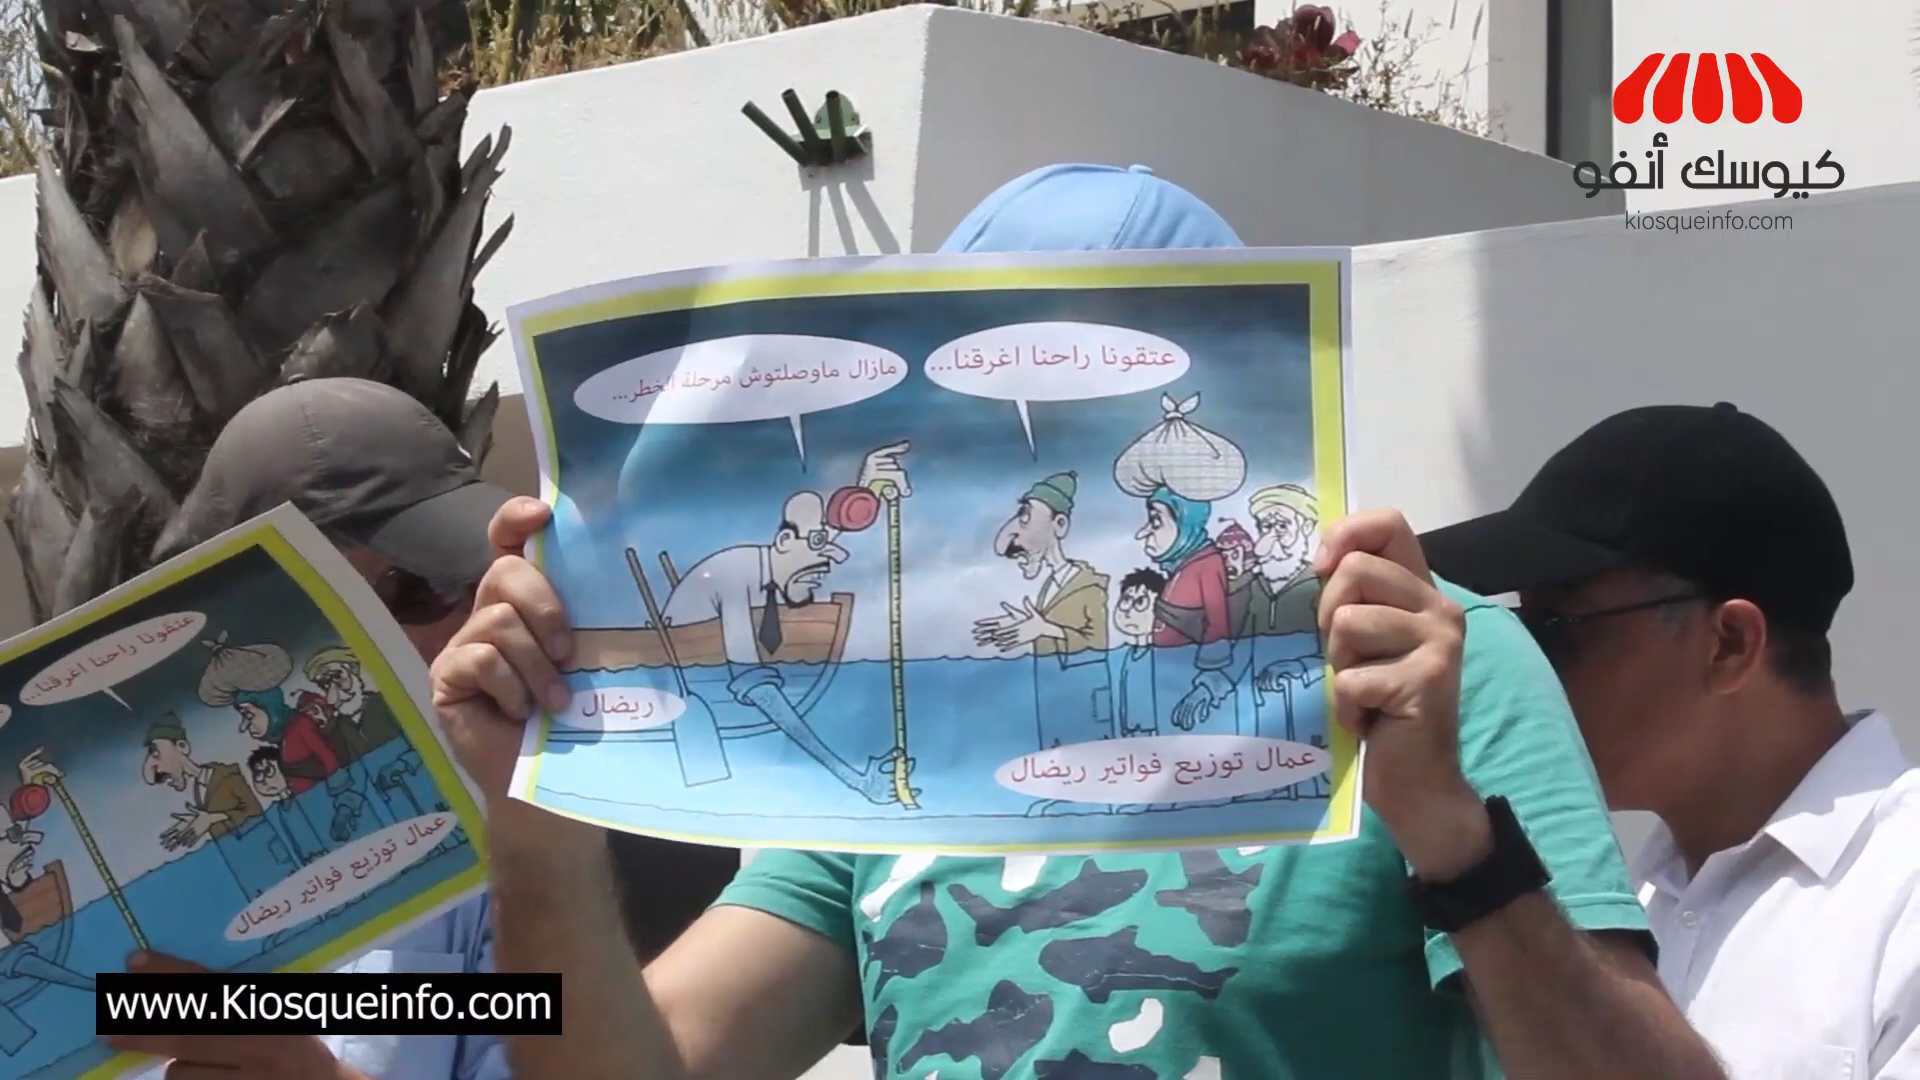 كيوسك أنفو
kiosqueinfo.com
عتقونا راحنا اغرقنا...
مازال ماوصلتوش مرحلة الخطر...
ريضال
عمال توزيع فواتير ريضال
عتقونا راحنا اغرقنا...
عمال توزيع فواتير ريضال
www.Kiosqueinfo.com